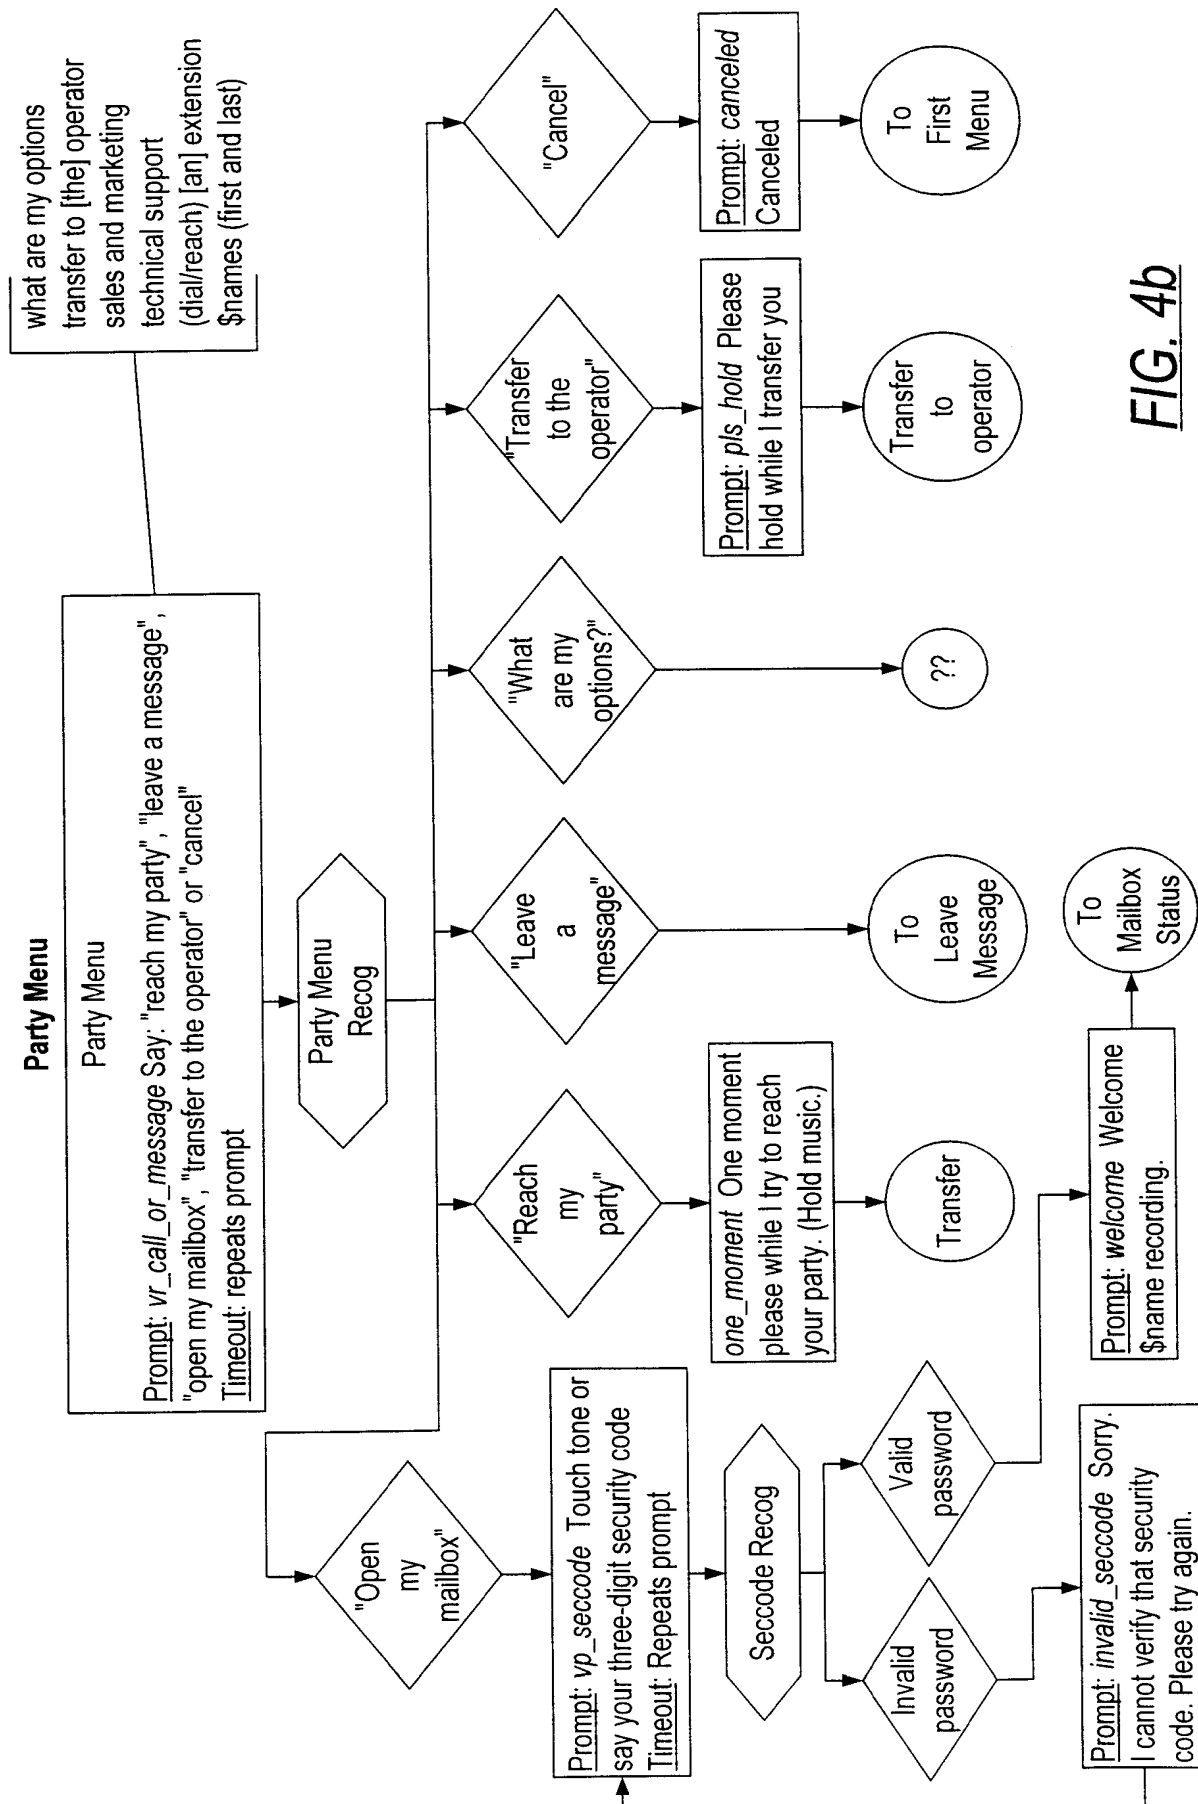 Party Menu
Party Menu
Prompt: vr_call_or_message Say: "reach my party", "leave a message",
"open my mailbox", "transfer to the operator" or "cancel"
Timeout: repeats prompt
what are my options
transfer to [the] operator
sales and marketing
technical support
(dial/reach) [an] extension
$names (first and last)
Party Menu
Recog
"Open
my
mailbox"
"Reach
my
party"
"Leave
a
message"
"What
are my
options?"
"Transfer
to the
operator"
"Cancel"
Prompt: vp_seccode Touch tone or
say your three-digit security code
Timeout: Repeats prompt
one_moment One moment
please while I try to reach
your party. (Hold music.)
Prompt: pls_hold Please
hold while I transfer you
Prompt: canceled
Canceled
Seccode Recog
Transfer
To
Leave
Message
??
Transfer
to
operator
To
First
Menu
Invalid
password
Valid
password
Prompt: invalid_seccode Sorry.
I cannot verify that security
code. Please try again.
Prompt: welcome Welcome
$name recording.
To
Mailbox
Status
FIG. 4b